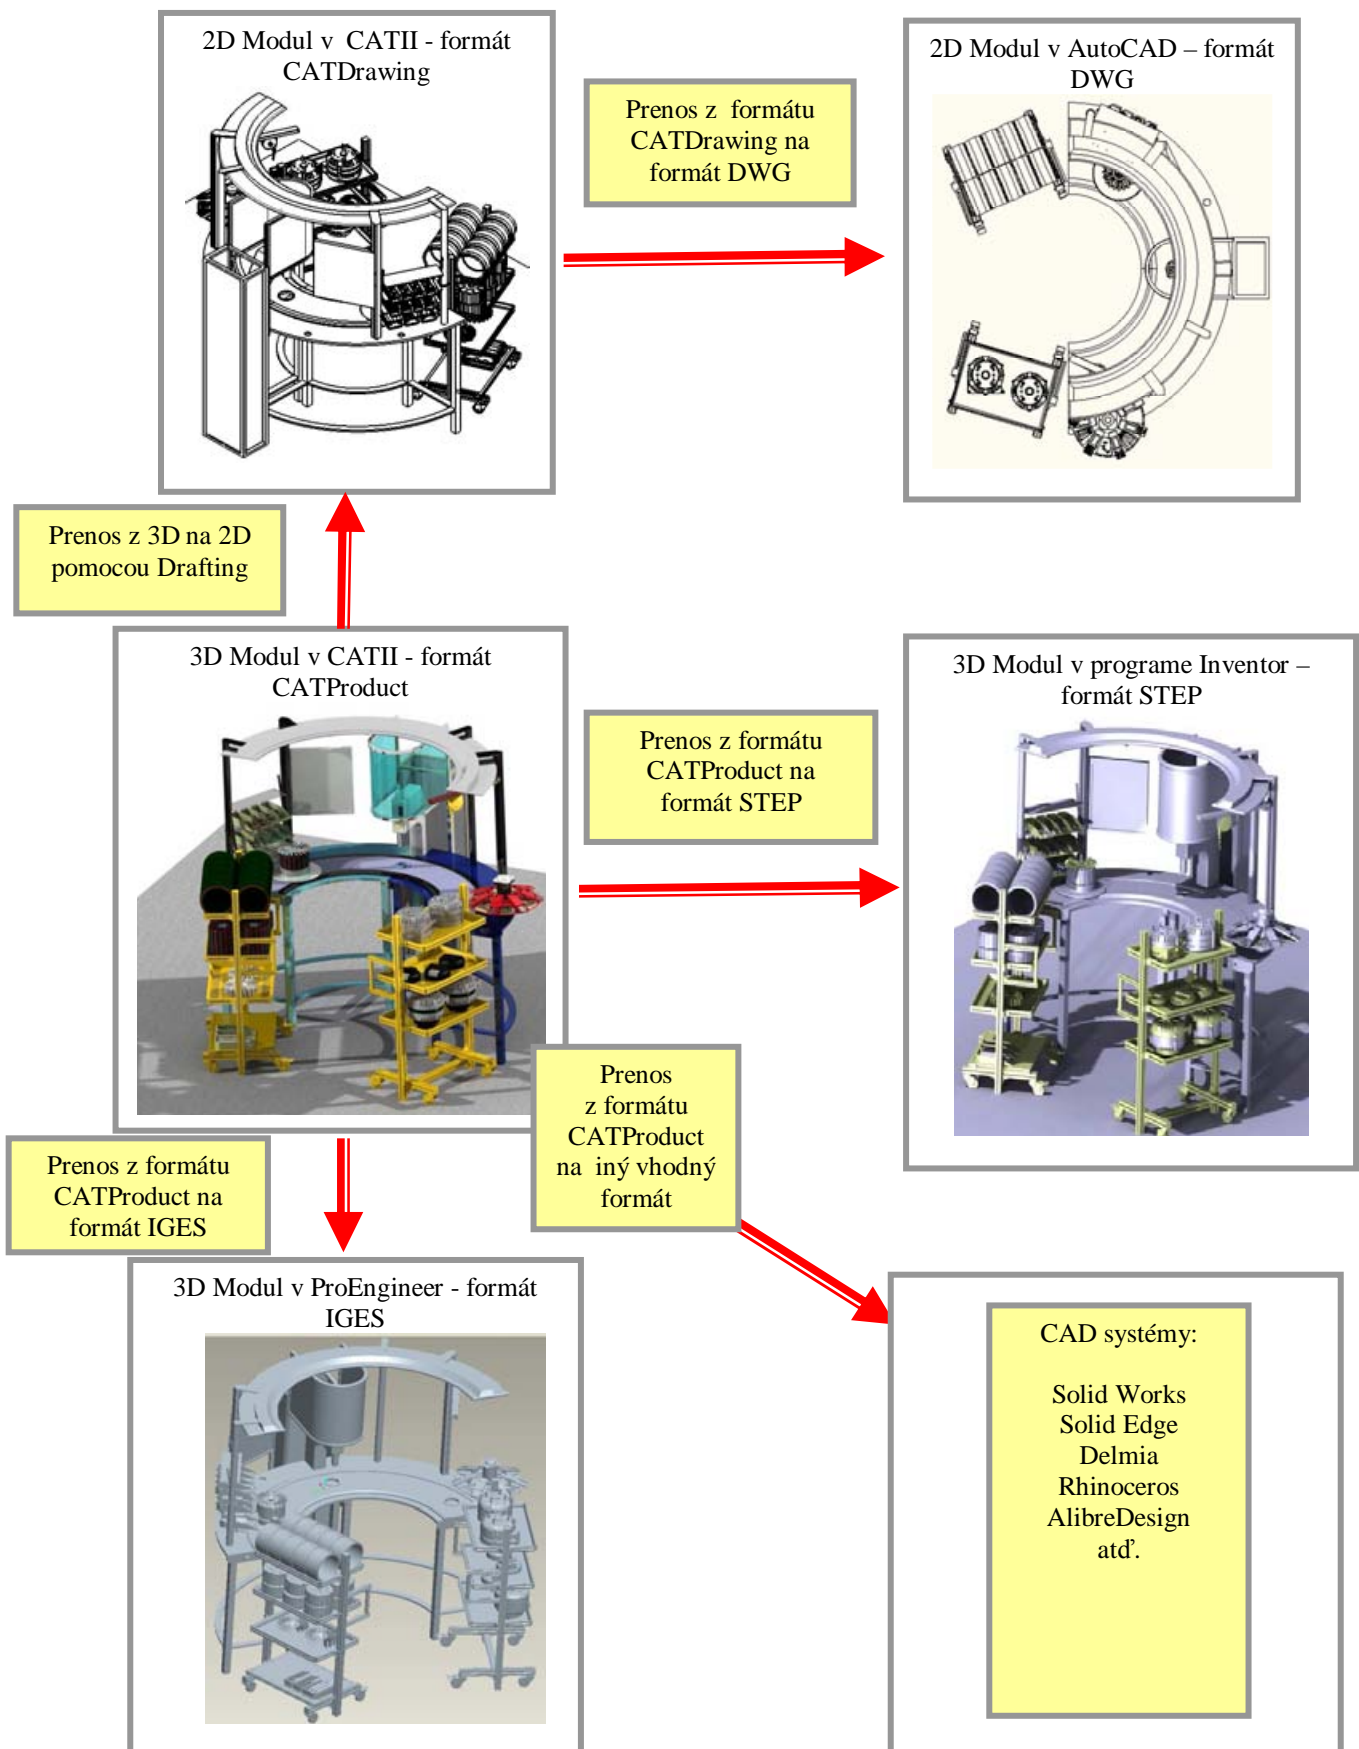 2D Modul v  CATII - formát
CATDrawing
Prenos z  formátu
CATDrawing na
formát DWG
2D Modul v AutoCAD – formát
DWG
Prenos z 3D na 2D
pomocou Drafting
3D Modul v CATII - formát
CATProduct
Prenos z formátu
CATProduct na
formát STEP
3D Modul v programe Inventor –
formát STEP
Prenos
z formátu
CATProduct
na  iný vhodný
formát
Prenos z formátu
CATProduct na
formát IGES
3D Modul v ProEngineer - formát
IGES
CAD systémy:
Solid Works
Solid Edge
Delmia
Rhinoceros
AlibreDesign
atď.